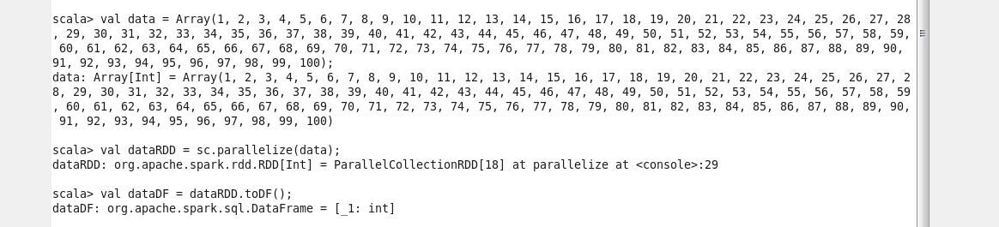 scala> val data = Array(1, 2, 3, 4, 5, 6, 7, 8, 9, 10, 11, 12, 13, 14, 15, 16, 17, 18, 19, 20, 21, 22, 23, 24, 25, 26, 27, 28
, 29, 30, 31, 32, 33, 34, 35, 36, 37, 38, 39, 40, 41, 42, 43, 44, 45, 46, 47, 48, 49, 50, 51, 52, 53, 54, 55, 56, 57, 58, 59,
 60, 61, 62, 63, 64, 65, 66, 67, 68, 69, 70, 71, 72, 73, 74, 75, 76, 77, 78, 79, 80, 81, 82, 83, 84, 85, 86, 87, 88, 89, 90,
91, 92, 93, 94, 95, 96, 97, 98, 99, 100);
data: Array[Int] = Array(1, 2, 3, 4, 5, 6, 7, 8, 9, 10, 11, 12, 13, 14, 15, 16, 17, 18, 19, 20, 21, 22, 23, 24, 25, 26, 27, 2
8, 29, 30, 31, 32, 33, 34, 35, 36, 37, 38, 39, 40, 41, 42, 43, 44, 45, 46, 47, 48, 49, 50, 51, 52, 53, 54, 55, 56, 57, 58, 59
, 60, 61, 62, 63, 64, 65, 66, 67, 68, 69, 70, 71, 72, 73, 74, 75, 76, 77, 78, 79, 80, 81, 82, 83, 84, 85, 86, 87, 88, 89, 90,
 91, 92, 93, 94, 95, 96, 97, 98, 99, 100)
scala> val dataRDD = sc.parallelize(data);
dataRDD: org.apache.spark.rdd.RDD[Int] = ParallelCollectionRDD[18] at parallelize at <console>:29
scala> val dataDF = dataRDD.toDF();
dataDF: org.apache.spark.sql.DataFrame = [_1: int]